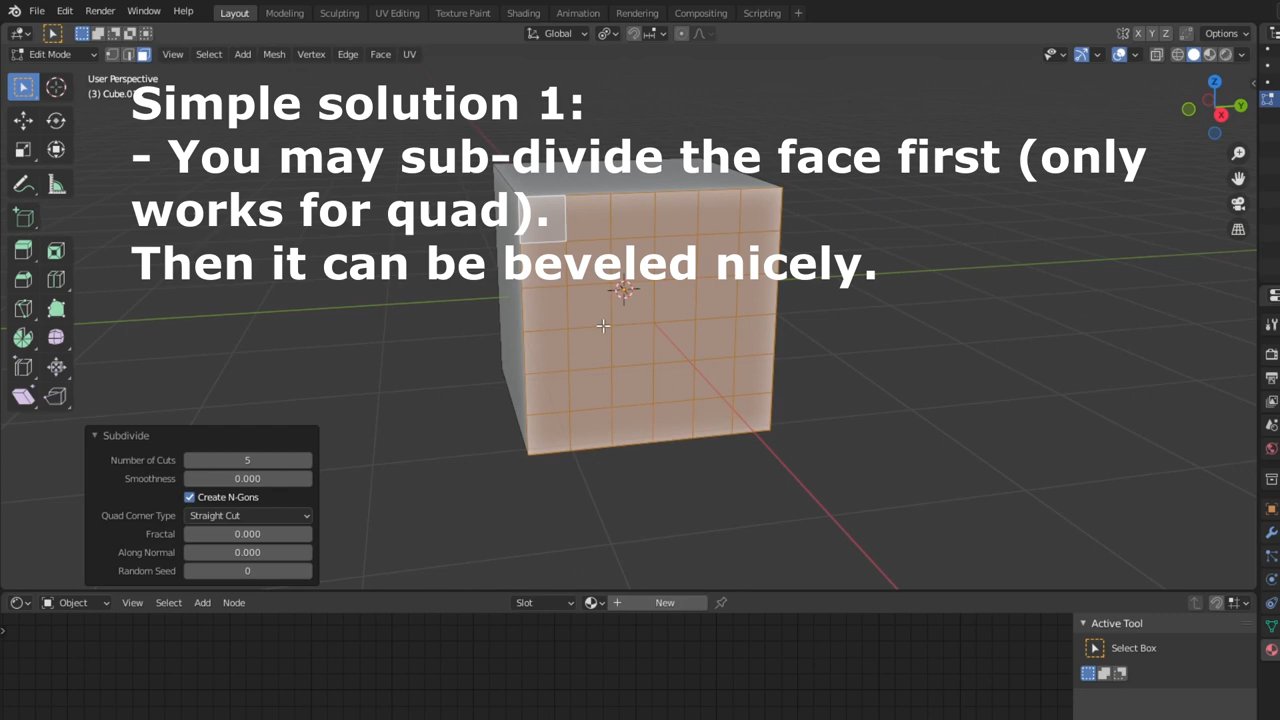 File Edit Render Window Help
Layout Modeling Sculpting UV Editing Texture Paint Shading Animation Rendering Compositing Scripting +
Global Options
X Y Z
Edit Mode View Select Add Mesh Vertex Edge Face UV
User Perspective
(3) Cube.0
Z
Y
X
Simple solution 1:
- You may sub-divide the face first (only
works for quad).
Then it can be beveled nicely.
Subdivide
Number of Cuts 5
Smoothness 0.000
Create N-Gons
Quad Corner Type Straight Cut
Fractal 0.000
Along Normal 0.000
Random Seed 0
Object View Select Add Node Slot + New
Active Tool
Select Box